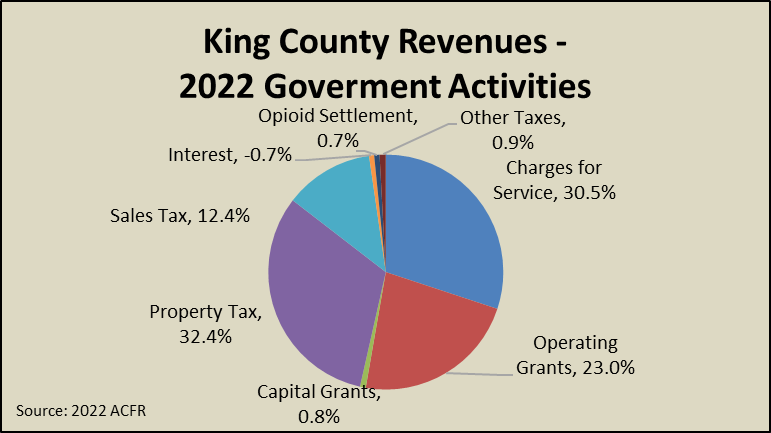 King County Revenues -
2022 Goverment Activities
Opioid Settlement,
0.7%
Other Taxes,
0.9%
Interest, -0.7%
Charges for
Service, 30.5%
Sales Tax, 12.4%
Property Tax,
32.4%
Operating
Grants, 23.0%
Capital Grants,
0.8%
Source: 2022 ACFR